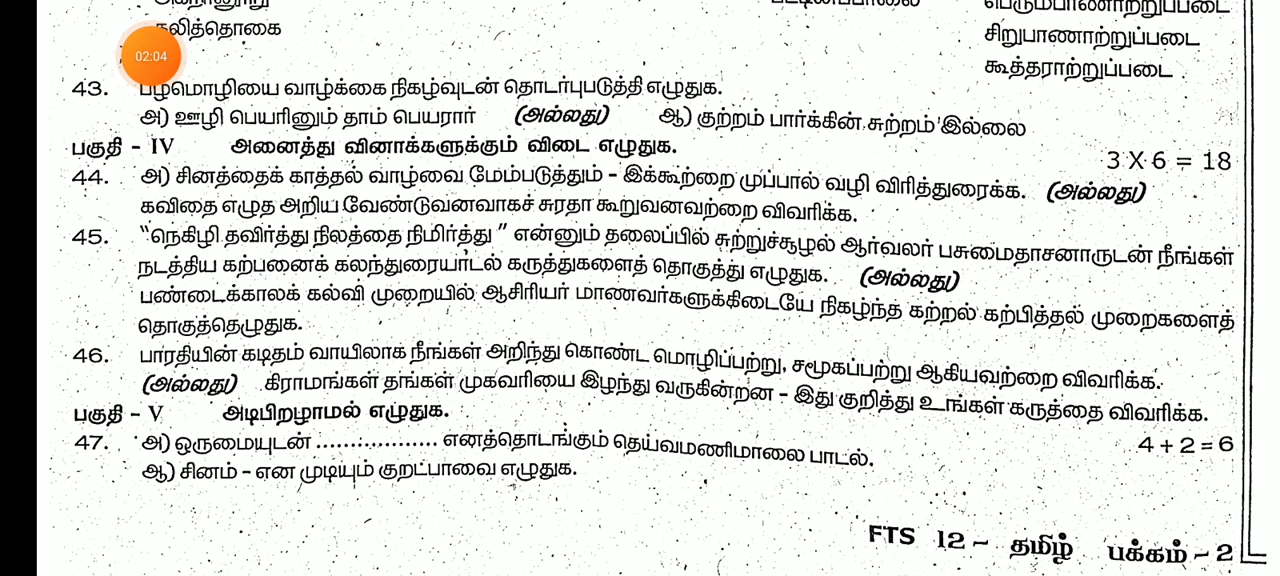 கலித்தொகை
சிறுபாணாற்றுப்படை
கூத்தராற்றுப்படை
02:04
43. பழமொழியை வாழ்க்கை நிகழ்வுடன் தொடர்புபடுத்தி எழுதுக.
அ) ஊழி பெயரினும் தாம் பெயரார் (அல்லது) ஆ) குற்றம் பார்க்கின் சுற்றம் இல்லை
பகுதி - IV அனைத்து வினாக்களுக்கும் விடை எழுதுக. 3 X 6 = 18
44. அ) சினத்தைக் காத்தல் வாழ்வை மேம்படுத்தும் - இக்கூற்றை முப்பால் வழி விரித்துரைக்க. (அல்லது)
கவிதை எழுத அறிய வேண்டுவனவாகச் சுரதா கூறுவனவற்றை விவரிக்க.
45. "நெகிழி தவிர்த்து நிலத்தை நிமிர்த்து" என்னும் தலைப்பில் சுற்றுச்சூழல் ஆர்வலர் பசுமைதாசனாருடன் நீங்கள்
நடத்திய கற்பனைக் கலந்துரையாடல் கருத்துகளைத் தொகுத்து எழுதுக. (அல்லது)
பண்டைக்காலக் கல்வி முறையில் ஆசிரியர் மாணவர்களுக்கிடையே நிகழ்ந்த கற்றல் கற்பித்தல் முறைகளைத்
தொகுத்தெழுதுக.
46. பாரதியின் கடிதம் வாயிலாக நீங்கள் அறிந்து கொண்ட மொழிப்பற்று, சமூகப்பற்று ஆகியவற்றை விவரிக்க.
(அல்லது) கிராமங்கள் தங்கள் முகவரியை இழந்து வருகின்றன - இது குறித்து உங்கள் கருத்தை விவரிக்க.
பகுதி - V அடிபிறழாமல் எழுதுக.
47. அ) ஒருமையுடன் .................. எனத்தொடங்கும் தெய்வமணிமாலை பாடல். 4 + 2 = 6
ஆ) சினம் - என முடியும் குறட்பாவை எழுதுக.
FTS 12 - தமிழ் பக்கம் - 2